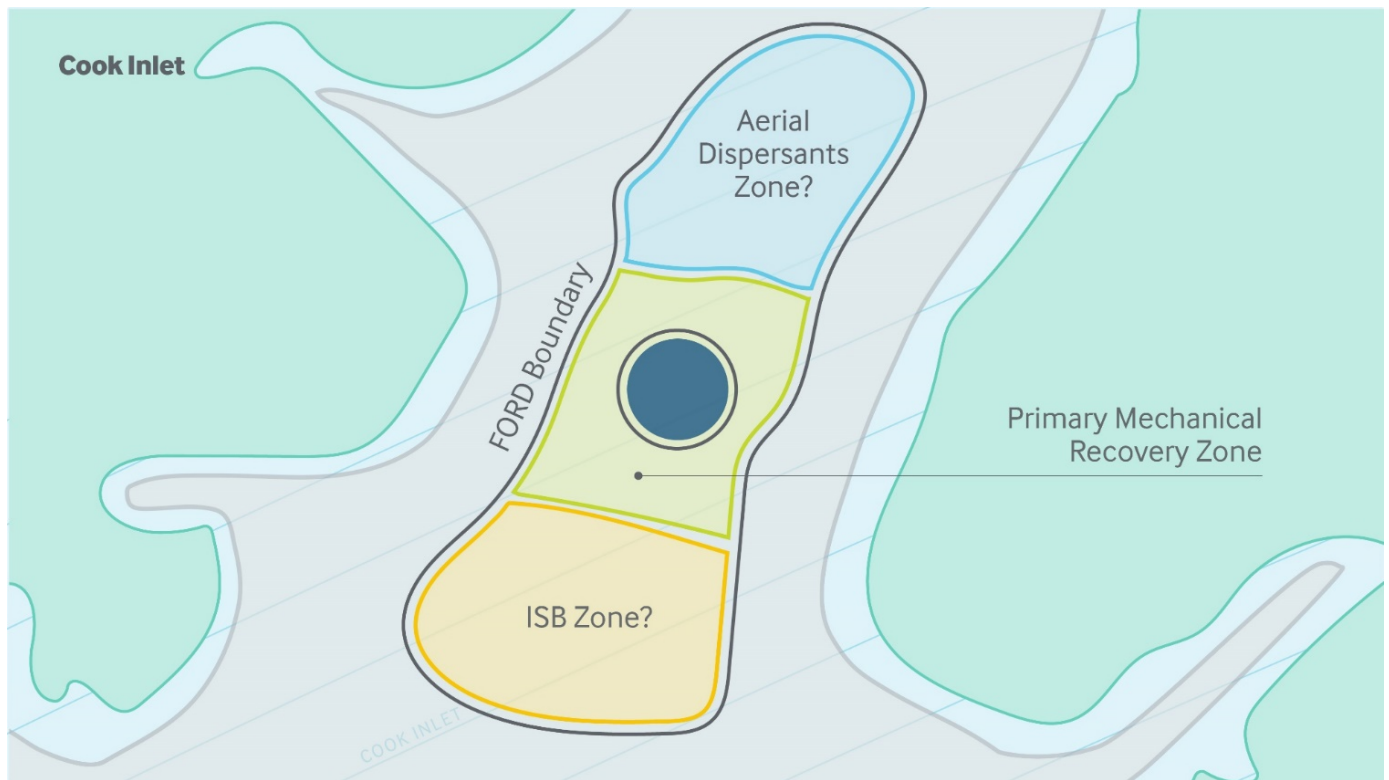 Cook Inlet
Aerial
Dispersants
Zone?
FORD Boundary
Primary Mechanical
Recovery Zone
ISB Zone?
COOK INLET